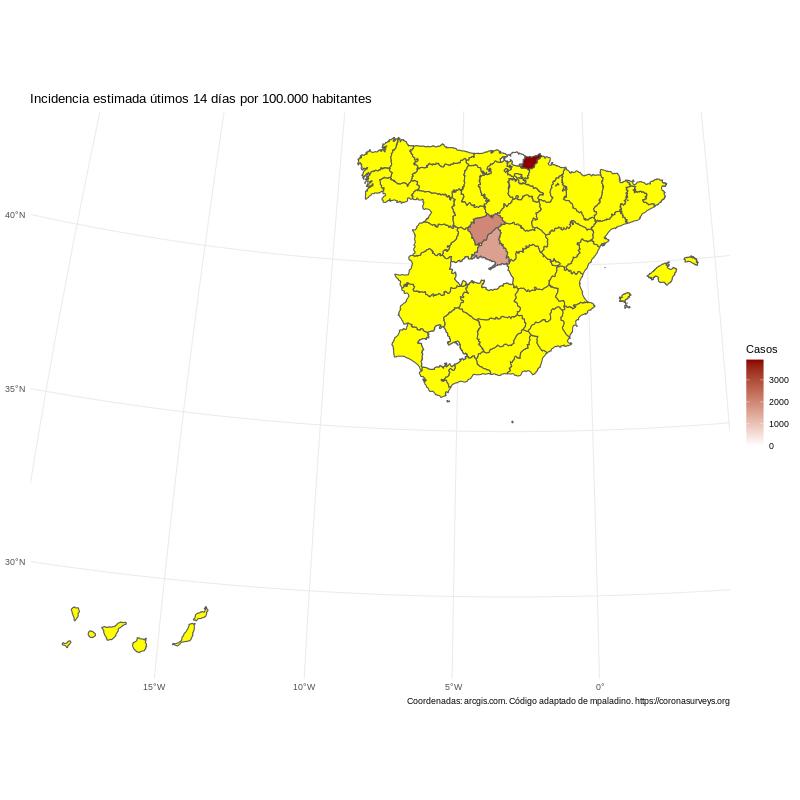 Incidencia estimada útimos 14 días por 100.000 habitantes
40°N
35°N
30°N
Casos
3000
2000
1000
0
15°W
10°W
5°W
0°
Coordenadas: arcgis.com. Código adaptado de mpaladino. https://coronasurveys.org